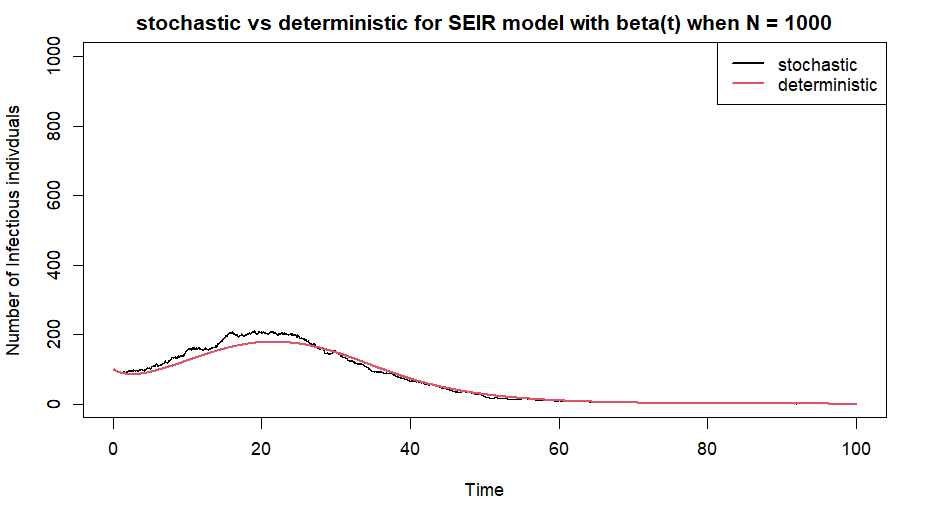 stochastic vs deterministic for SEIR model with beta(t) when N = 1000
stochastic
deterministic
Number of Infectious indivduals
1000
800
600
400
200
0
0 20 40 60 80 100
Time